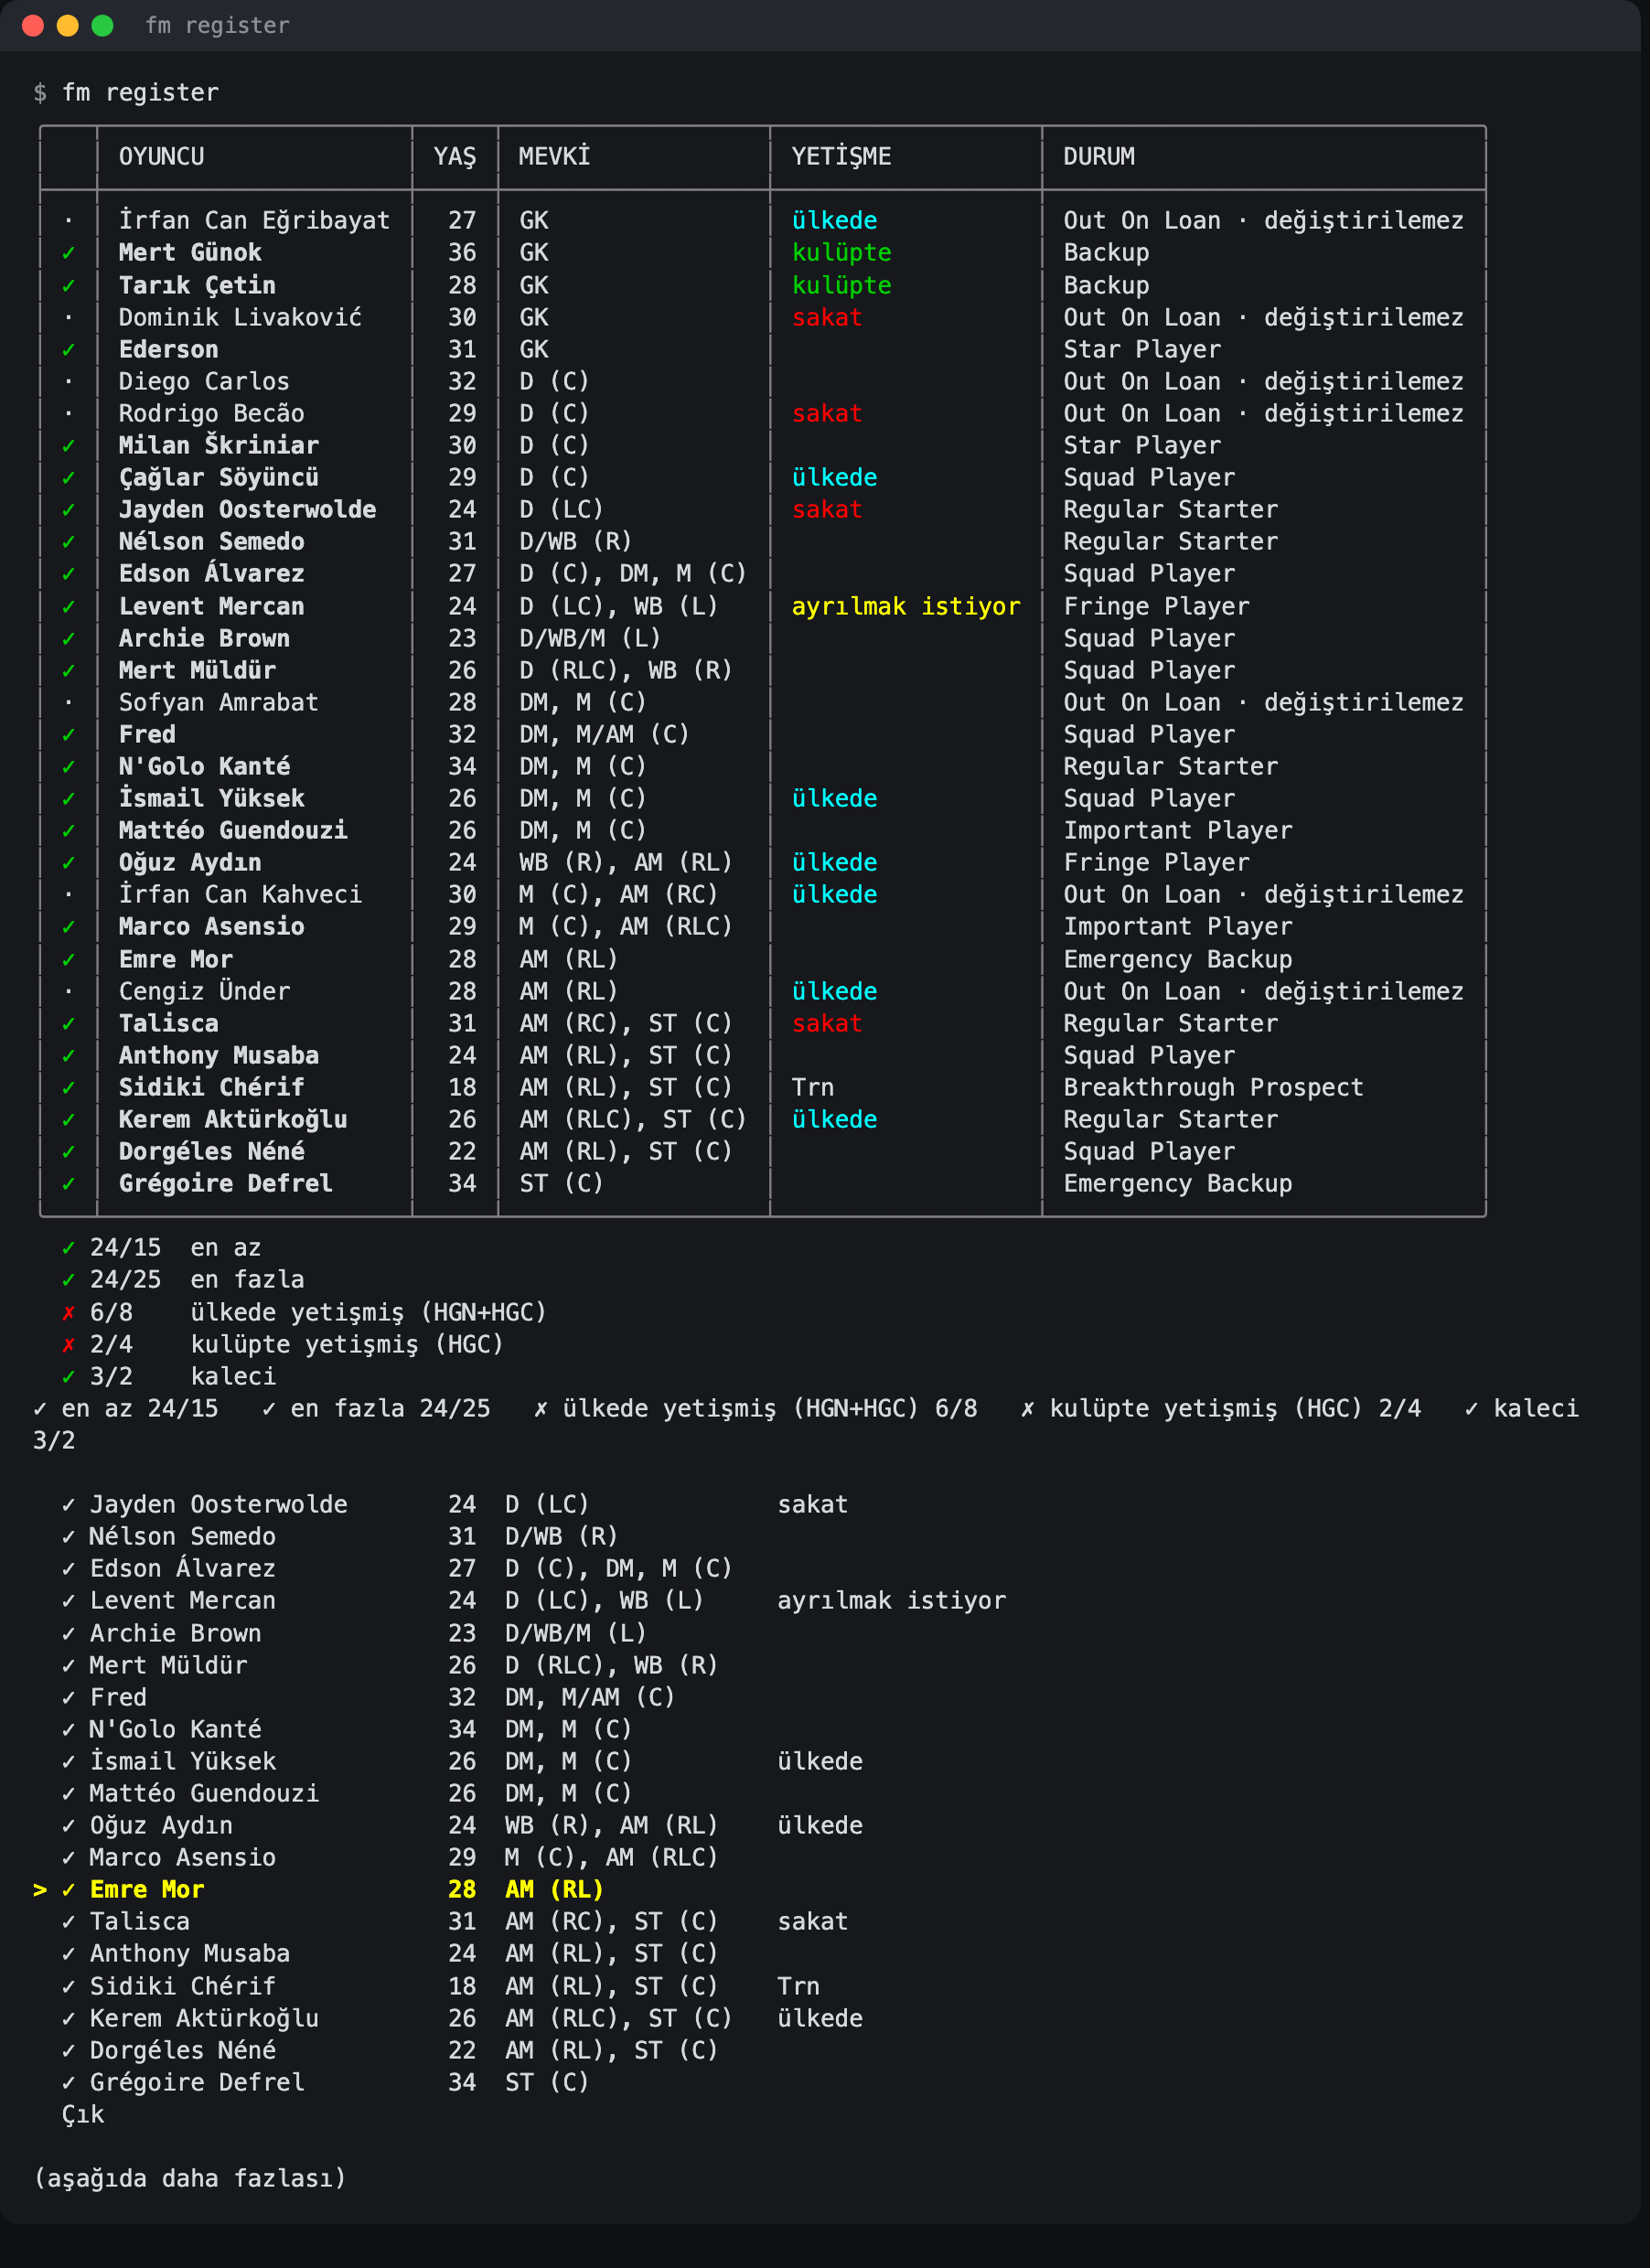 fm register
$ fm register
OYUNCU YAŞ MEVKİ YETİŞME DURUM
· İrfan Can Eğribayat 27 GK ülkede Out On Loan · değiştirilemez
✓ Mert Günok 36 GK kulüpte Backup
✓ Tarık Çetin 28 GK kulüpte Backup
· Dominik Livaković 30 GK sakat Out On Loan · değiştirilemez
✓ Ederson 31 GK Star Player
· Diego Carlos 32 D (C) Out On Loan · değiştirilemez
· Rodrigo Becão 29 D (C) sakat Out On Loan · değiştirilemez
✓ Milan Škriniar 30 D (C) Star Player
✓ Çağlar Söyüncü 29 D (C) ülkede Squad Player
✓ Jayden Oosterwolde 24 D (LC) sakat Regular Starter
✓ Nélson Semedo 31 D/WB (R) Regular Starter
✓ Edson Álvarez 27 D (C), DM, M (C) Squad Player
✓ Levent Mercan 24 D (LC), WB (L) ayrılmak istiyor Fringe Player
✓ Archie Brown 23 D/WB/M (L) Squad Player
✓ Mert Müldür 26 D (RLC), WB (R) Squad Player
· Sofyan Amrabat 28 DM, M (C) Out On Loan · değiştirilemez
✓ Fred 32 DM, M/AM (C) Squad Player
✓ N'Golo Kanté 34 DM, M (C) Regular Starter
✓ İsmail Yüksek 26 DM, M (C) ülkede Squad Player
✓ Mattéo Guendouzi 26 DM, M (C) Important Player
✓ Oğuz Aydın 24 WB (R), AM (RL) ülkede Fringe Player
· İrfan Can Kahveci 30 M (C), AM (RC) ülkede Out On Loan · değiştirilemez
✓ Marco Asensio 29 M (C), AM (RLC) Important Player
✓ Emre Mor 28 AM (RL) Emergency Backup
· Cengiz Ünder 28 AM (RL) ülkede Out On Loan · değiştirilemez
✓ Talisca 31 AM (RC), ST (C) sakat Regular Starter
✓ Anthony Musaba 24 AM (RL), ST (C) Squad Player
✓ Sidiki Chérif 18 AM (RL), ST (C) Trn Breakthrough Prospect
✓ Kerem Aktürkoğlu 26 AM (RLC), ST (C) ülkede Regular Starter
✓ Dorgéles Néné 22 AM (RL), ST (C) Squad Player
✓ Grégoire Defrel 34 ST (C) Emergency Backup
✓ 24/15 en az
✓ 24/25 en fazla
✗ 6/8 ülkede yetişmiş (HGN+HGC)
✗ 2/4 kulüpte yetişmiş (HGC)
✓ 3/2 kaleci
✓ en az 24/15 ✓ en fazla 24/25 ✗ ülkede yetişmiş (HGN+HGC) 6/8 ✗ kulüpte yetişmiş (HGC) 2/4 ✓ kaleci
3/2
✓ Jayden Oosterwolde 24 D (LC) sakat
✓ Nélson Semedo 31 D/WB (R)
✓ Edson Álvarez 27 D (C), DM, M (C)
✓ Levent Mercan 24 D (LC), WB (L) ayrılmak istiyor
✓ Archie Brown 23 D/WB/M (L)
✓ Mert Müldür 26 D (RLC), WB (R)
✓ Fred 32 DM, M/AM (C)
✓ N'Golo Kanté 34 DM, M (C)
✓ İsmail Yüksek 26 DM, M (C) ülkede
✓ Mattéo Guendouzi 26 DM, M (C)
✓ Oğuz Aydın 24 WB (R), AM (RL) ülkede
✓ Marco Asensio 29 M (C), AM (RLC)
> ✓ Emre Mor 28 AM (RL)
✓ Talisca 31 AM (RC), ST (C) sakat
✓ Anthony Musaba 24 AM (RL), ST (C)
✓ Sidiki Chérif 18 AM (RL), ST (C) Trn
✓ Kerem Aktürkoğlu 26 AM (RLC), ST (C) ülkede
✓ Dorgéles Néné 22 AM (RL), ST (C)
✓ Grégoire Defrel 34 ST (C)
Çık
(aşağıda daha fazlası)